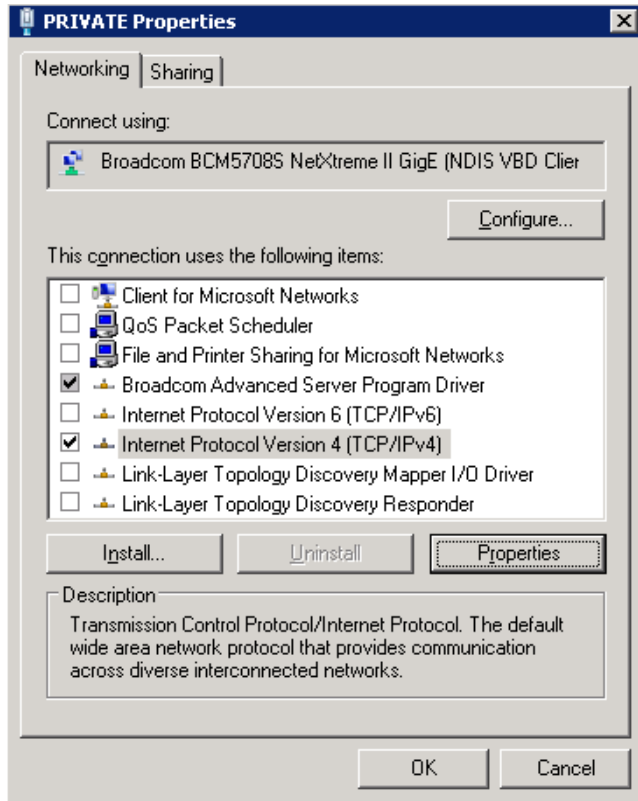 PRIVATE Properties
Networking
Sharing
Connect using:
Broadcom BCM5708S NetXtreme II GigE (NDIS VBD Clier
Configure...
This connection uses the following items:
Client for Microsoft Networks
QoS Packet Scheduler
File and Printer Sharing for Microsoft Networks
Broadcom Advanced Server Program Driver
Internet Protocol Version 6 (TCP/IPv6)
Internet Protocol Version 4 (TCP/IPv4)
Link-Layer Topology Discovery Mapper I/O Driver
Link-Layer Topology Discovery Responder
Install...
Uninstall
Properties
Description
Transmission Control Protocol/Internet Protocol. The default
wide area network protocol that provides communication
across diverse interconnected networks.
OK
Cancel